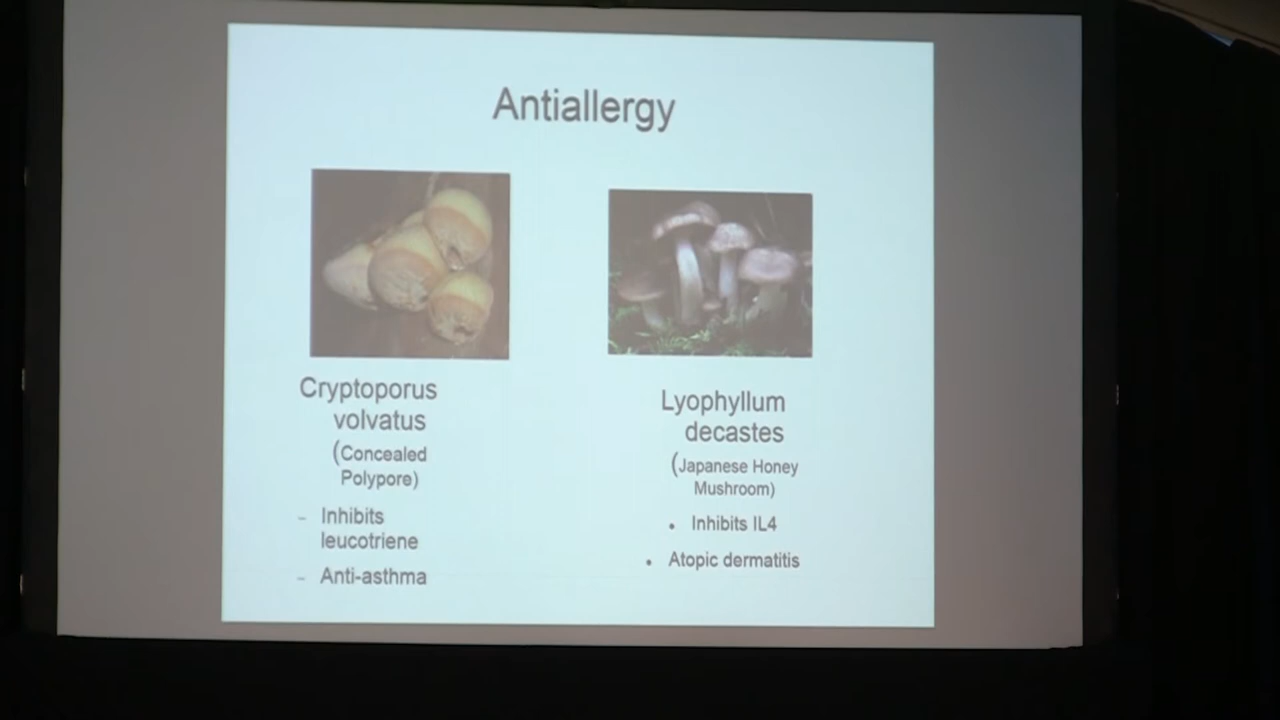 Antiallergy
Cryptoporus
volvatus
(Concealed
Polypore)
- Inhibits
leucotriene
- Anti-asthma
Lyophyllum
decastes
(Japanese Honey
Mushroom)
• Inhibits IL4
• Atopic dermatitis